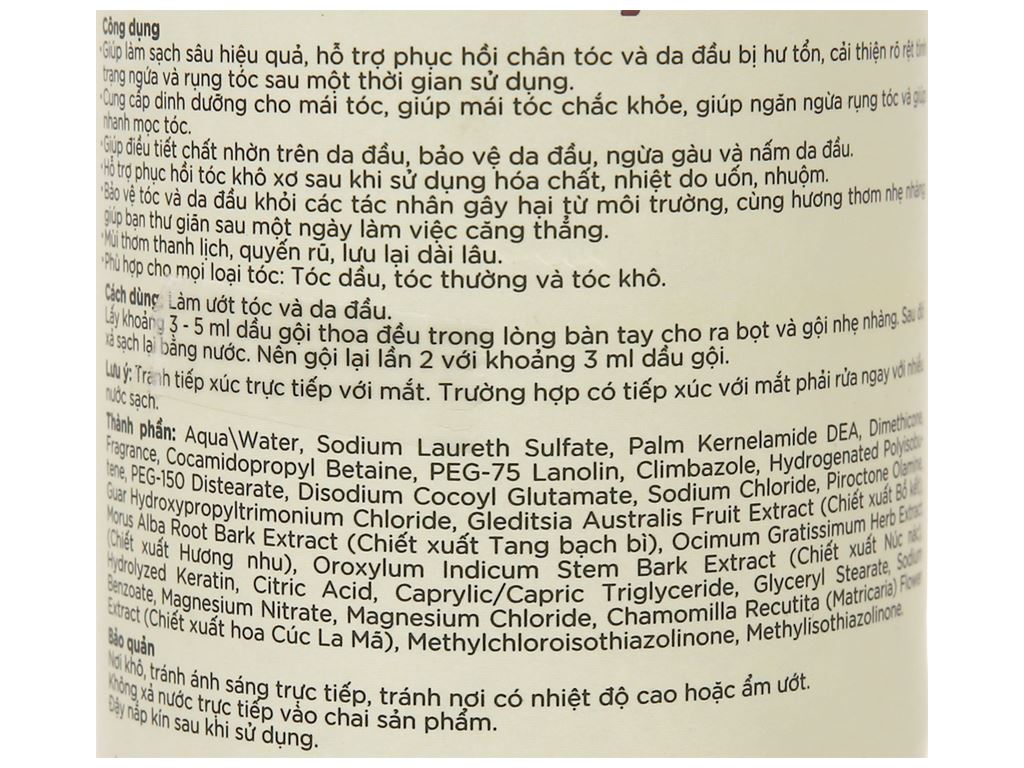 Công dụng
•Giúp làm sạch sâu hiệu quả, hỗ trợ phục hồi chân tóc và da đầu bị hư tổn, cải thiện rõ rệt tình
trạng ngứa và rụng tóc sau một thời gian sử dụng.
•Cung cấp dinh dưỡng cho mái tóc, giúp mái tóc chắc khỏe, giúp ngăn ngừa rụng tóc và giúp
nhanh mọc tóc.
•Giúp điều tiết chất nhờn trên da đầu, bảo vệ da đầu, ngừa gàu và nấm da đầu.
•Hỗ trợ phục hồi tóc khô xơ sau khi sử dụng hóa chất, nhiệt do uốn, nhuộm.
•Bảo vệ tóc và da đầu khỏi các tác nhân gây hại từ môi trường, cùng hương thơm nhẹ nhàng
giúp bạn thư giãn sau một ngày làm việc căng thẳng.
•Mùi thơm thanh lịch, quyến rũ, lưu lại dài lâu.
•Phù hợp cho mọi loại tóc: Tóc dầu, tóc thường và tóc khô.
Cách dùng: Làm ướt tóc và da đầu.
Lấy khoảng 3 - 5 ml dầu gội thoa đều trong lòng bàn tay cho ra bọt và gội nhẹ nhàng. Sau đó
xả sạch lại bằng nước. Nên gội lại lần 2 với khoảng 3 ml dầu gội.
Lưu ý: Tránh tiếp xúc trực tiếp với mắt. Trường hợp có tiếp xúc với mắt phải rửa ngay với nhiều
nước sạch.
Thành phần: Aqua\Water, Sodium Laureth Sulfate, Palm Kernelamide DEA, Dimethicone,
Fragrance, Cocamidopropyl Betaine, PEG-75 Lanolin, Climbazole, Hydrogenated Polyisobu-
tene, PEG-150 Distearate, Disodium Cocoyl Glutamate, Sodium Chloride, Piroctone Olamine,
Guar Hydroxypropyltrimonium Chloride, Gleditsia Australis Fruit Extract (Chiết xuất Bồ kết),
Morus Alba Root Bark Extract (Chiết xuất Tang bạch bì), Ocimum Gratissimum Herb Extract
(Chiết xuất Hương nhu), Oroxylum Indicum Stem Bark Extract (Chiết xuất Núc nác),
Hydrolyzed Keratin, Citric Acid, Caprylic/Capric Triglyceride, Glyceryl Stearate, Sodium
Benzoate, Magnesium Nitrate, Magnesium Chloride, Chamomilla Recutita (Matricaria) Flower
Extract (Chiết xuất hoa Cúc La Mã), Methylchloroisothiazolinone, Methylisothiazolinone.
Bảo quản
Nơi khô, tránh ánh sáng trực tiếp, tránh nơi có nhiệt độ cao hoặc ẩm ướt.
Không xả nước trực tiếp vào chai sản phẩm.
Đậy nắp kín sau khi sử dụng.